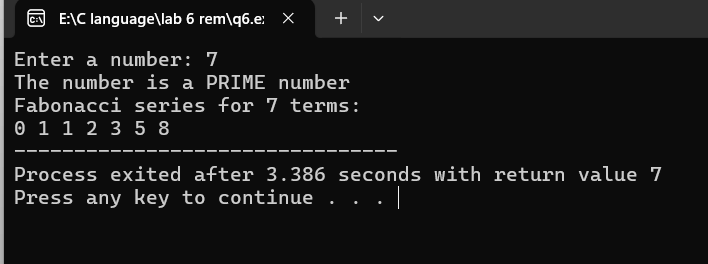 E:\C language\lab 6 rem\q6.e
Enter a number: 7
The number is a PRIME number
Fabonacci series for 7 terms:
0 1 1 2 3 5 8
--------------------------------
Process exited after 3.386 seconds with return value 7
Press any key to continue . . .